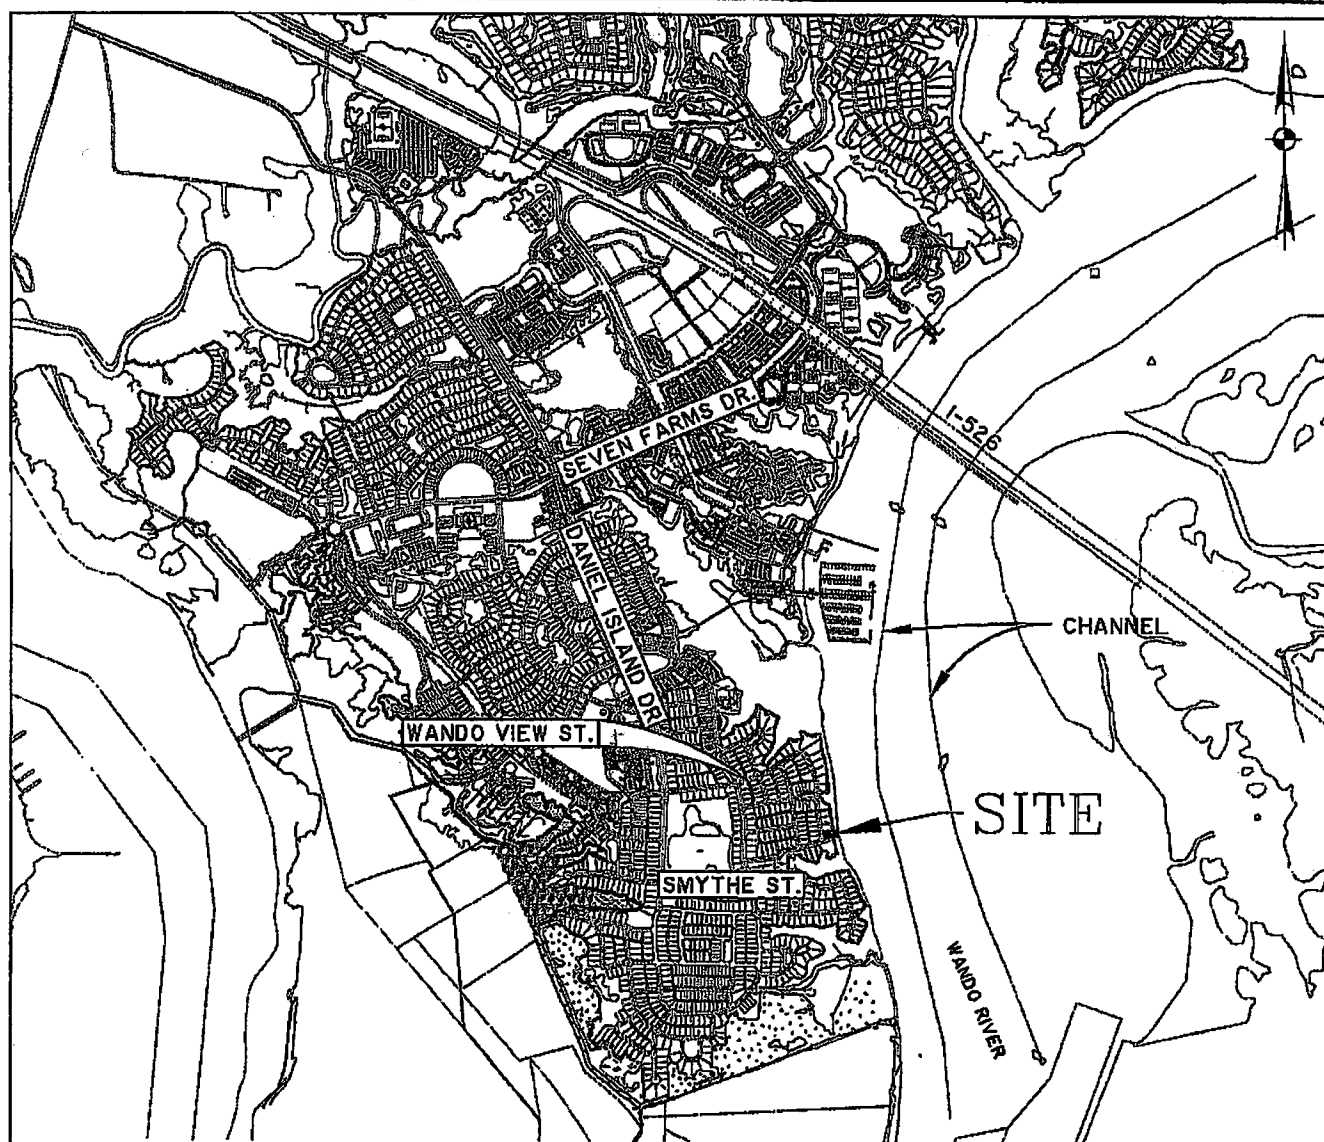 I-526
SEVEN FARMS DR.
DANIEL ISLAND DR
CHANNEL
WANDO VIEW ST.
SITE
SMYTHE ST.
WANDO RIVER